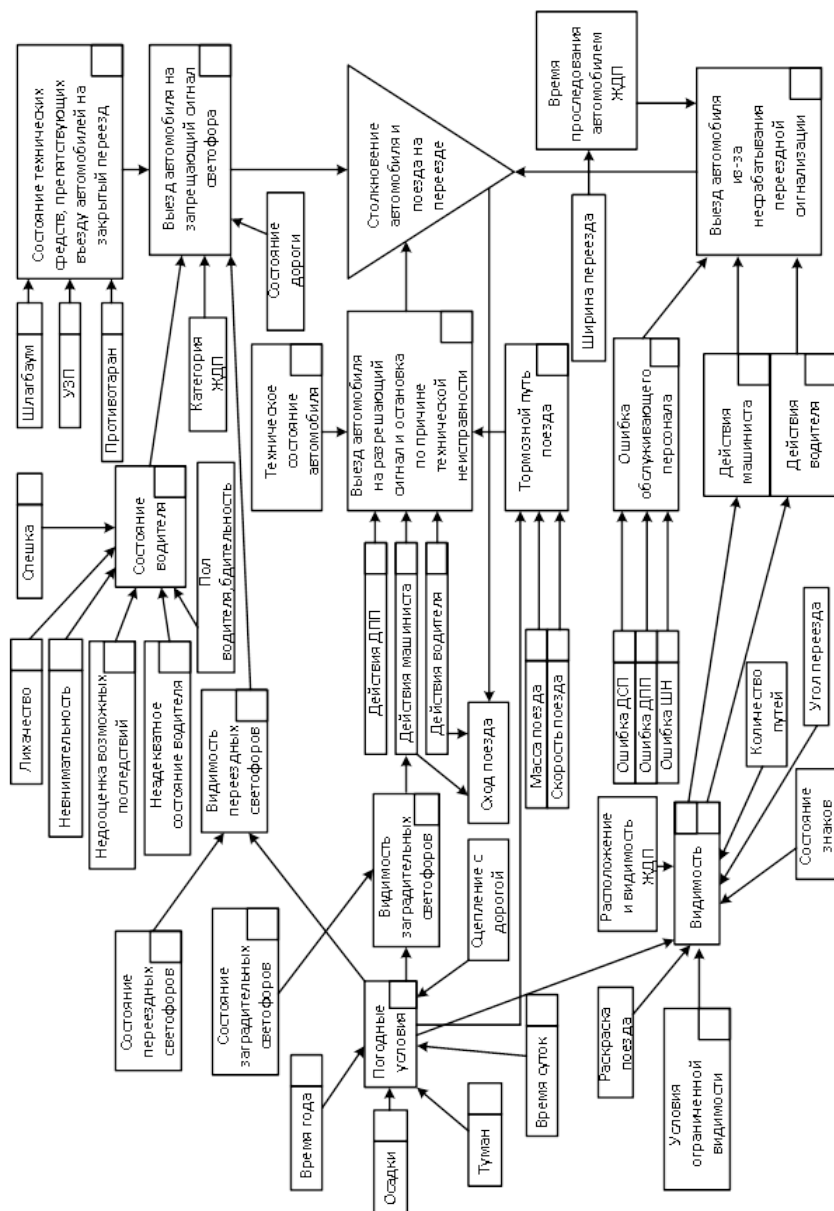 Шлагбаум
УЗП
Противотаран
Состояние технических
средств, препятствующих
въезду автомобилей на
закрытый переезд
Спешка
Лихачество
Невнимательность
Недооценка возможных
последствий
Неадекватное
состояние водителя
Пол
водителя, бдительность
Состояние
водителя
Выезд автомобиля на
запрещающий сигнал
светофора
Категория
ЖДП
Состояние
дороги
Состояние
переездных
светофоров
Видимость
переездных
светофоров
Состояние
заградительных
светофоров
Видимость
заградительных
светофоров
Время года
Осадки
Туман
Время суток
Погодные
условия
Сцепление с
дорогой
Техническое
состояние
автомобиля
Действия ДПП
Действия машиниста
Действия водителя
Выезд автомобиля
на разрешающий
сигнал и остановка
по причине
технической
неисправности
Столкновение
автомобиля и
поезда на
переезде
Сход поезда
Масса поезда
Скорость поезда
Тормозной путь
поезда
Ширина переезда
Время
проследования
автомобилем
ЖДП
Ошибка ДСП
Ошибка ДПП
Ошибка ШН
Ошибка
обслуживающего
персонала
Выезд автомобиля
из-за
несрабатывания
переездной
сигнализации
Действия
машиниста
Действия
водителя
Раскраска
поезда
Условия
ограниченной
видимости
Расположение
и видимость
ЖДП
Видимость
Количество
путей
Угол переезда
Состояние
знаков